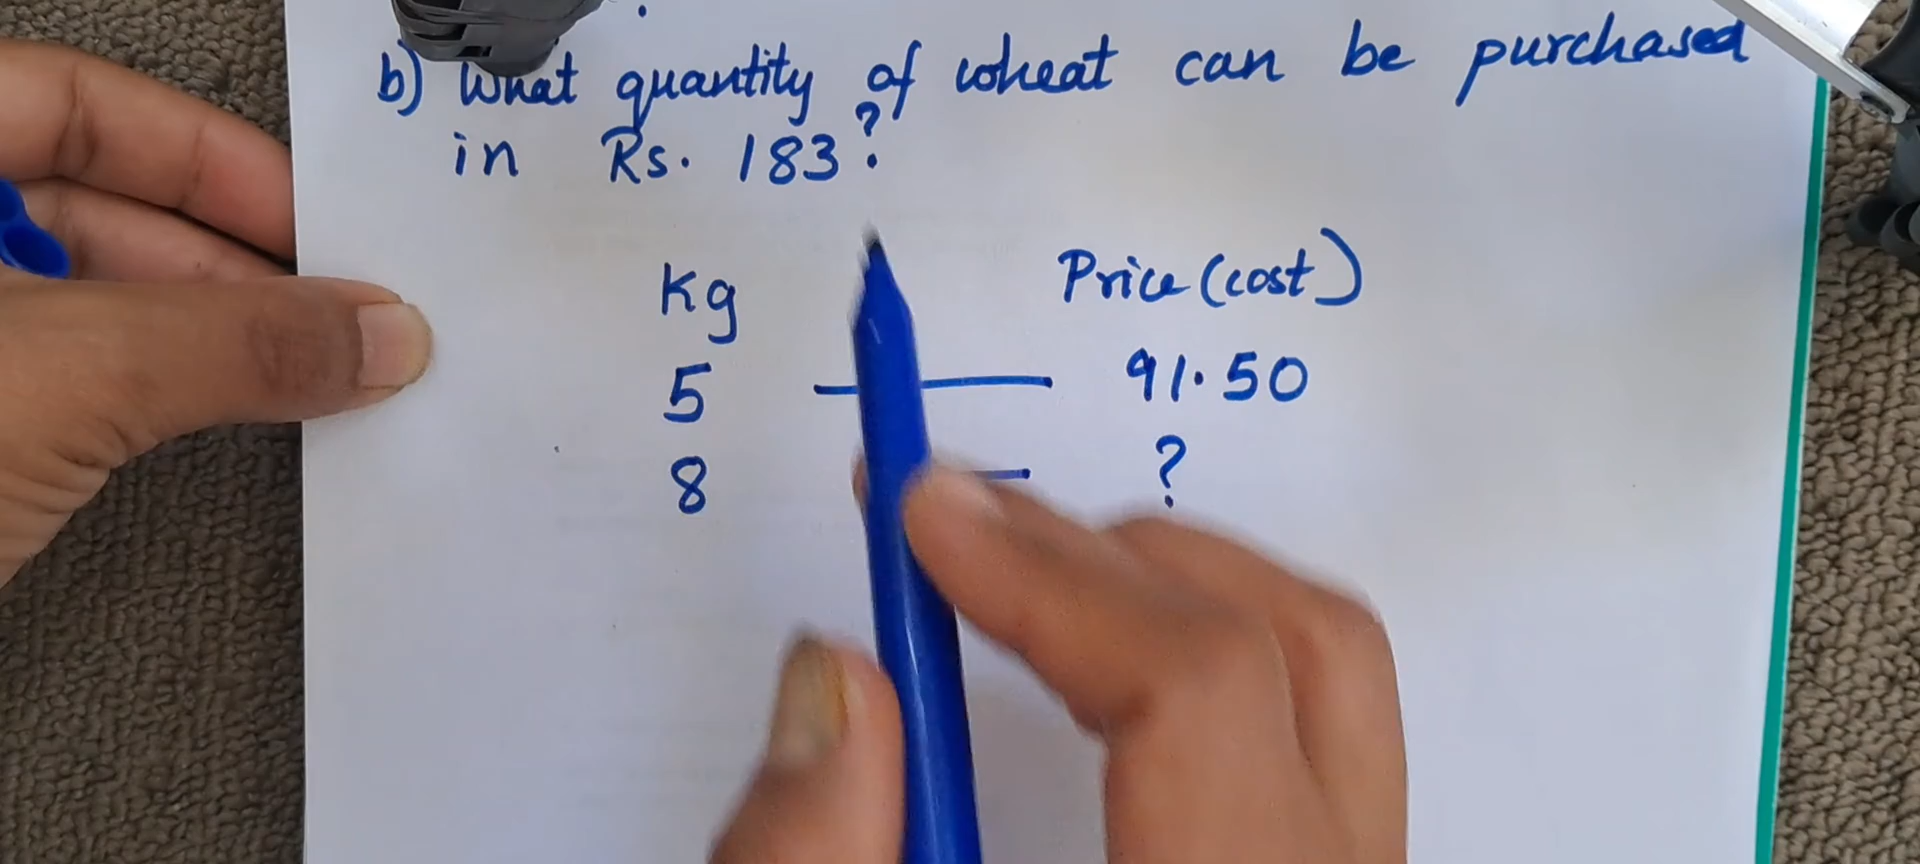 b) What quantity of wheat can be purchased
in Rs. 183?
Kg Price (cost)
5 — 91.50
8 — ?